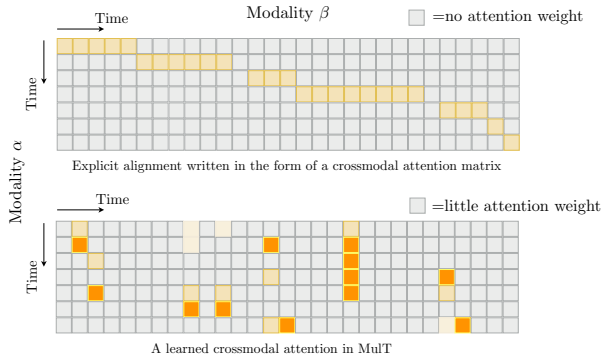 Modality β
Time
=no attention weight
Time
Explicit alignment written in the form of a crossmodal attention matrix
Modality α
Time
=little attention weight
Time
A learned crossmodal attention in MulT